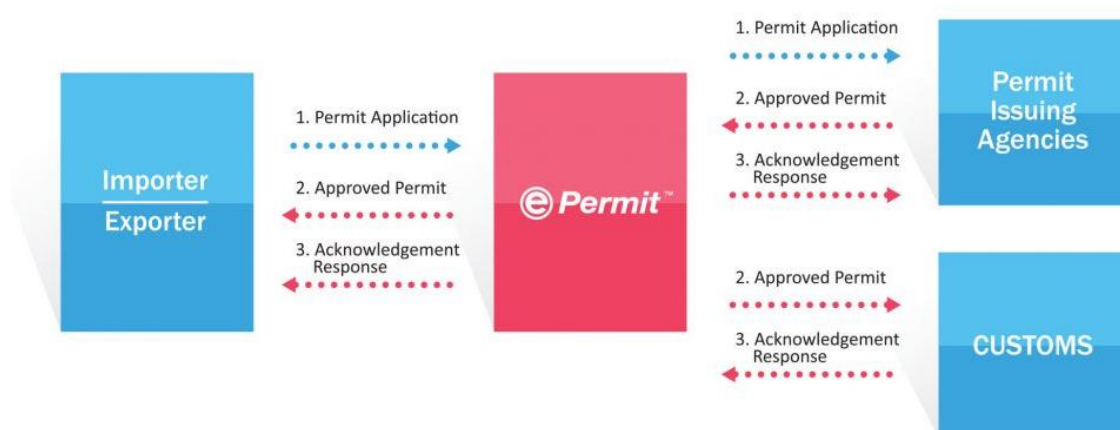 Importer
Exporter
1. Permit Application
2. Approved Permit
3. Acknowledgement
Response
e Permit™
1. Permit Application
2. Approved Permit
3. Acknowledgement
Response
Permit
Issuing
Agencies
2. Approved Permit
3. Acknowledgement
Response
CUSTOMS